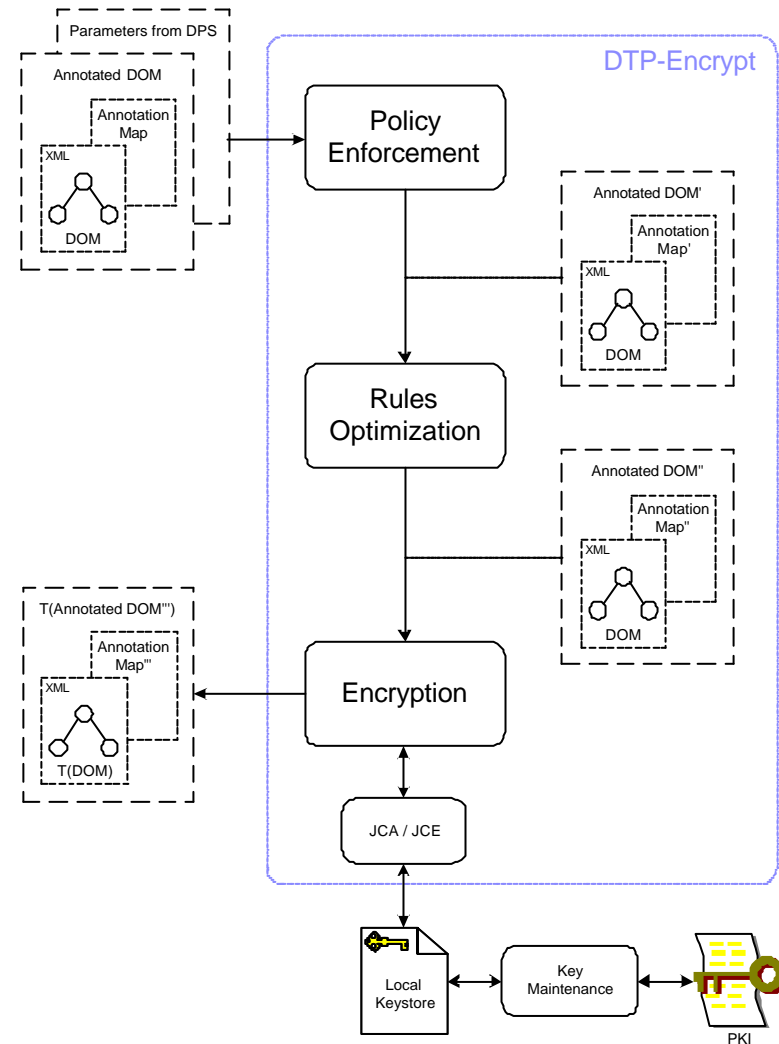 Parameters from DPS
Annotated DOM
Annotation
Map
XML
DOM
DTP-Encrypt
Policy
Enforcement
Annotated DOM'
Annotation
Map'
XML
DOM
Rules
Optimization
Annotated DOM"
Annotation
Map"
XML
DOM
T(Annotated DOM"')
Annotation
Map"'
XML
T(DOM)
Encryption
JCA / JCE
Local
Keystore
Key
Maintenance
PKI